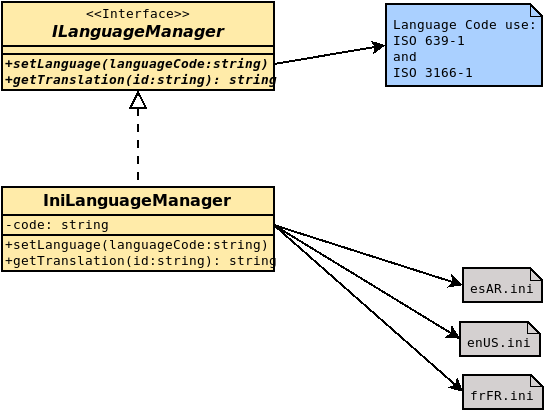 <<Interface>>
ILanguageManager
+setLanguage(languageCode:string)
+getTranslation(id:string): string
Language Code use:
ISO 639-1
and
ISO 3166-1
IniLanguageManager
-code: string
+setLanguage(languageCode:string)
+getTranslation(id:string): string
esAR.ini
enUS.ini
frFR.ini